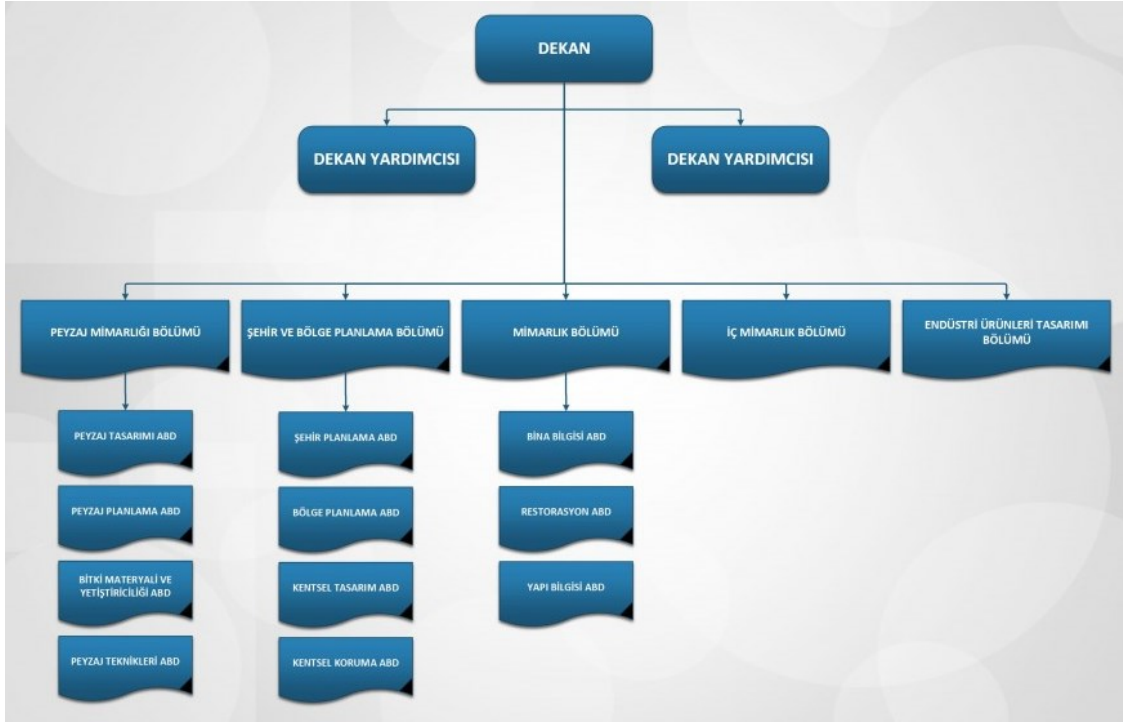 DEKAN
DEKAN YARDIMCISI
DEKAN YARDIMCISI
PEYZAJ MİMARLIĞI BÖLÜMÜ
ŞEHİR VE BÖLGE PLANLAMA BÖLÜMÜ
MİMARLIK BÖLÜMÜ
İÇ MİMARLIK BÖLÜMÜ
ENDÜSTRİ ÜRÜNLERİ TASARIMI
BÖLÜMÜ
PEYZAJ TASARIMI ABD
PEYZAJ PLANLAMA ABD
BİTKİ MATERYALİ VE
YETİŞTİRİCİLİĞİ ABD
PEYZAJ TEKNİKLERİ ABD
ŞEHİR PLANLAMA ABD
BÖLGE PLANLAMA ABD
KENTSEL TASARIM ABD
KENTSEL KORUMA ABD
BİNA BİLGİSİ ABD
RESTORASYON ABD
YAPI BİLGİSİ ABD